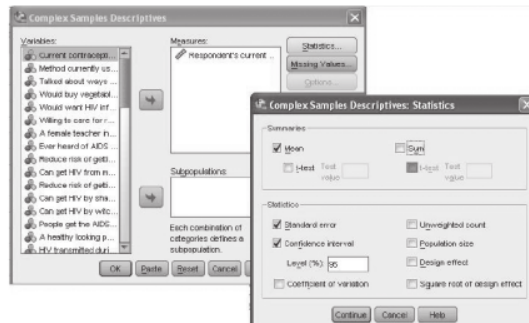 Complex Samples Descriptives
Variables:
Current contracepti...
Method currently us...
Talked about ways ...
Would buy vegetabl...
Would want HIV inf...
Willing to care for r...
A female teacher in...
Ever heard of AIDS ...
Reduce risk of getti...
Can get HIV from m...
Reduce risk of getti...
Can get HIV by sha...
Can get HIV by witc...
People get the AIDS...
A healthy looking p...
HIV transmitted duri...
Measures:
Respondent's current ...
Subpopulations:
Each combination of
categories defines a
subpopulation.
Statistics...
Missing Values...
Options...
OK Paste Reset Cancel
Complex Samples Descriptives: Statistics
Summaries
Mean Sum
t-test Test value t-test Test value
Statistics
Standard error Unweighted count
Confidence interval Population size
Level (%): 95 Design effect
Coefficient of variation Square root of design effect
Continue Cancel Help